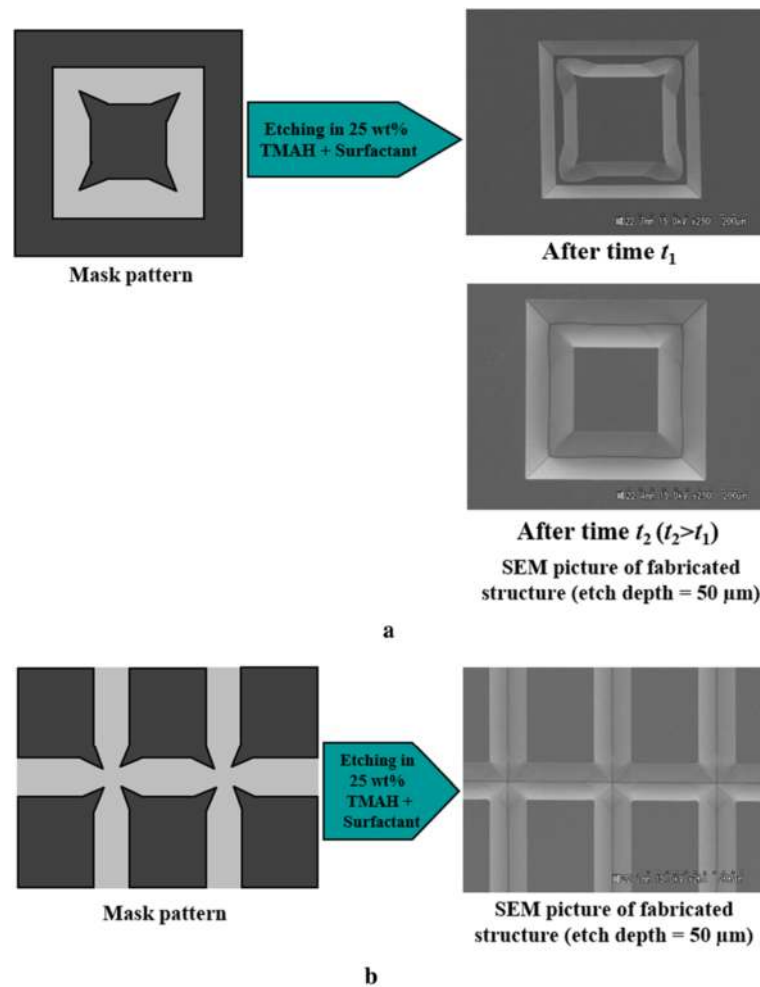 Etching in 25 wt%
TMAH + Surfactant
Mask pattern
After time t₁
After time t₂ (t₂>t₁)
SEM picture of fabricated
structure (etch depth = 50 μm)
a
Etching in
25 wt%
TMAH +
Surfactant
Mask pattern
SEM picture of fabricated
structure (etch depth = 50 μm)
b